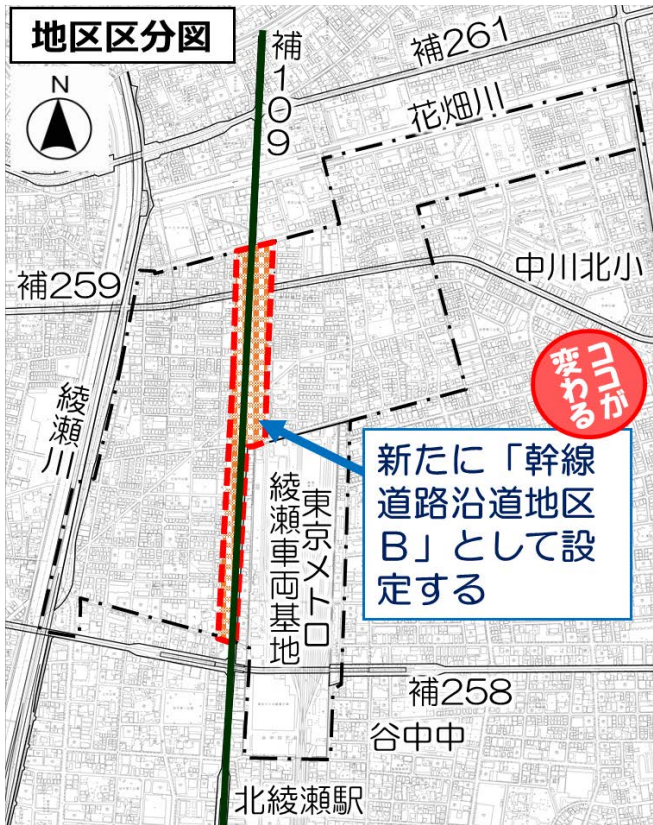 地区区分図
N
補109
補261
花畑川
補259
中川北小
綾瀬川
ココが
変わる
新たに「幹線
道路沿道地区
B」として設
定する
東京メトロ
綾瀬車両基地
補258
谷中中
北綾瀬駅